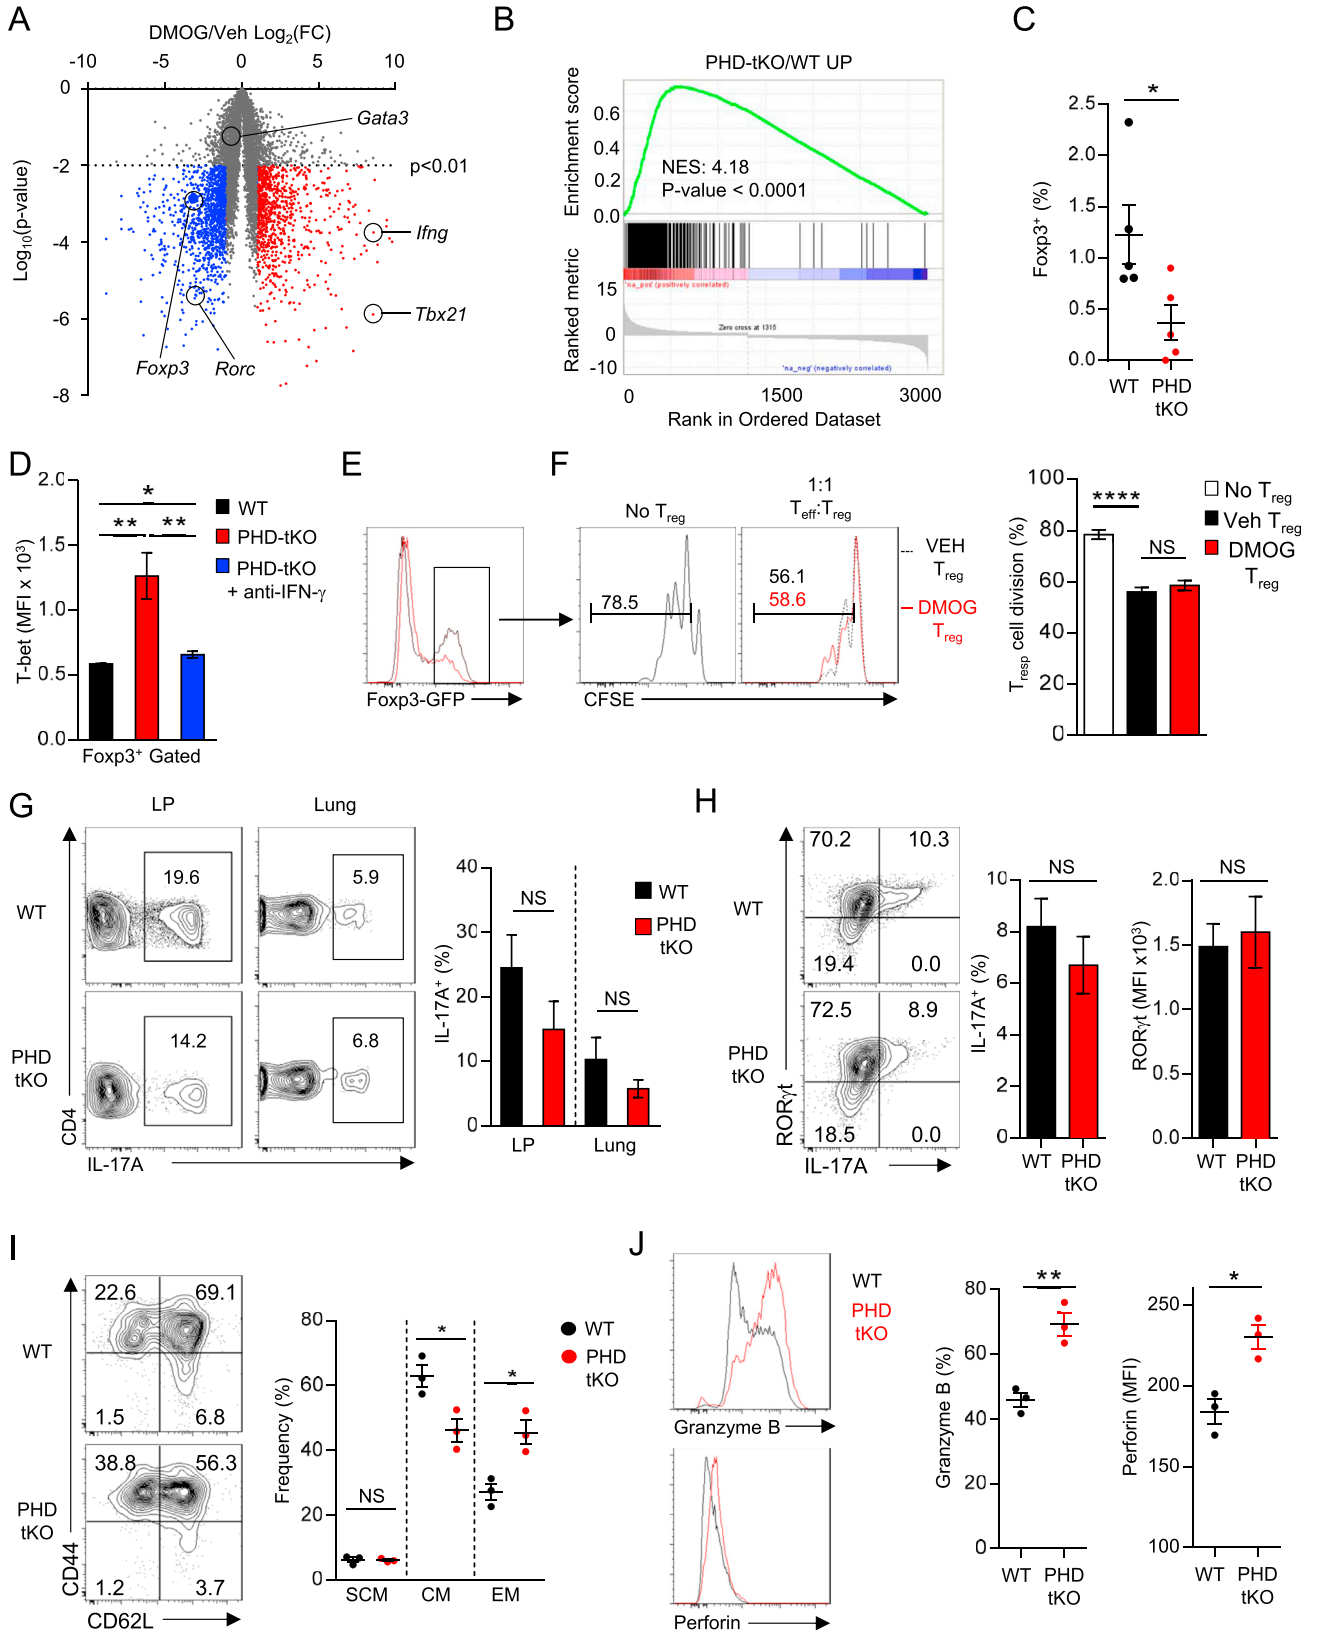 A
DMOG/Veh Log2(FC)
-10 -5 0 5 10
0
-2
-4
-6
-8
Log10(p-value)
Gata3
p<0.01
Ifng
Tbx21
Foxp3 Rorc
B
PHD-tKO/WT UP
Enrichment score
0.6
0.4
0.2
0.0
NES: 4.18
P-value < 0.0001
'na_pos' (positively correlated)
Ranked metric
15
0
-10
Zero cross at 1315
'na_neg' (negatively correlated)
0 1500 3000
Rank in Ordered Dataset
C
*
Foxp3+ (%)
2.5
2.0
1.5
1.0
0.5
0.0
WT PHD
tKO
D
T-bet (MFI x 10³)
2.0
1.5
1.0
0.5
0.0
*
** **
WT
PHD-tKO
PHD-tKO
+ anti-IFN-γ
Foxp3+ Gated
E
Foxp3-GFP
F
No Treg
1:1
Teff:Treg
78.5
56.1
58.6
CFSE
VEH
Treg
DMOG
Treg
Tresp cell division (%)
100
80
60
40
20
0
****
NS
No Treg
Veh Treg
DMOG
Treg
G
LP Lung
WT
19.6 5.9
PHD
tKO
14.2 6.8
CD4
IL-17A
IL-17A+ (%)
40
30
20
10
0
NS
NS
WT
PHD
tKO
LP Lung
H
WT
70.2 10.3
19.4 0.0
PHD
tKO
72.5 8.9
18.5 0.0
RORγt
IL-17A
IL-17A+ (%)
10
8
6
4
2
0
NS
WT PHD
tKO
RORγt (MFI x10³)
2.0
1.5
1.0
0.5
0.0
NS
WT PHD
tKO
I
WT
22.6 69.1
1.5 6.8
PHD
tKO
38.8 56.3
1.2 3.7
CD44
CD62L
Frequency (%)
80
60
40
20
0
NS
*
*
WT
PHD
tKO
SCM CM EM
J
WT
PHD
tKO
Granzyme B
Perforin
Granzyme B (%)
80
60
40
20
0
**
WT PHD
tKO
Perforin (MFI)
250
200
150
100
*
WT PHD
tKO